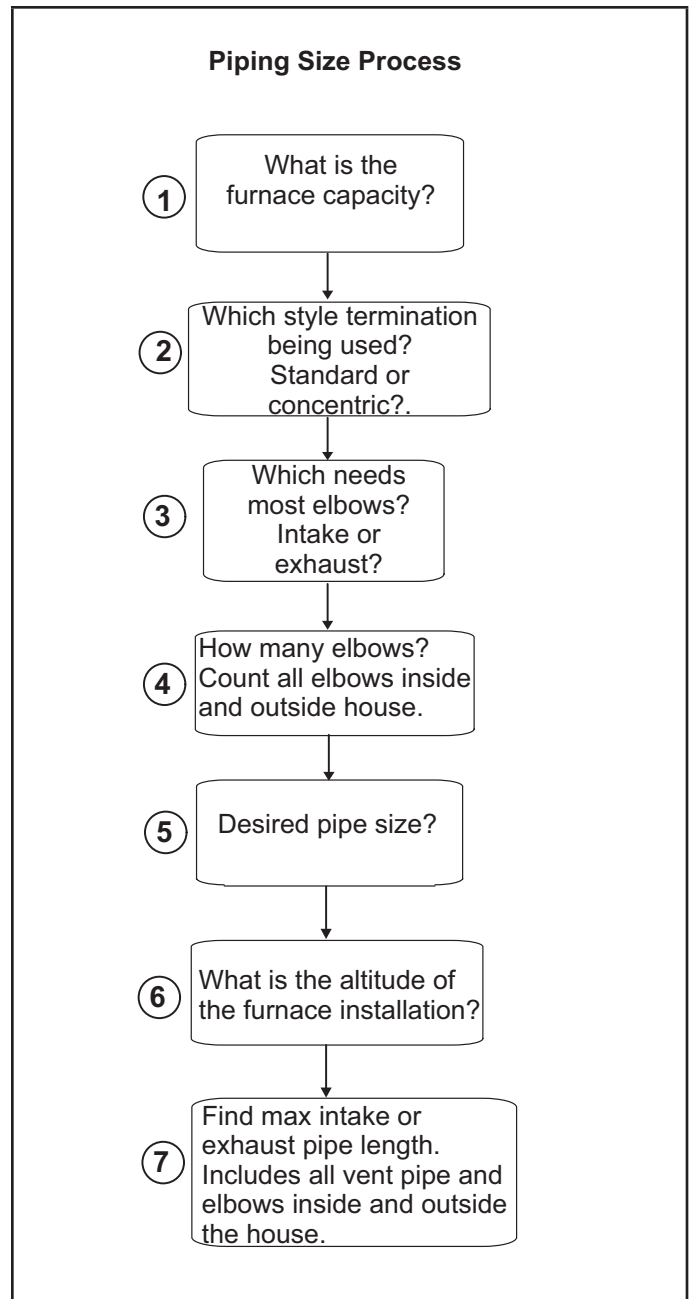 Piping Size Process
1
What is the
furnace capacity?
2
Which style termination
being used?
Standard or
concentric?.
3
Which needs
most elbows?
Intake or
exhaust?
4
How many elbows?
Count all elbows inside
and outside house.
5
Desired pipe size?
6
What is the altitude of
the furnace installation?
7
Find max intake or
exhaust pipe length.
Includes all vent pipe and
elbows inside and outside
the house.